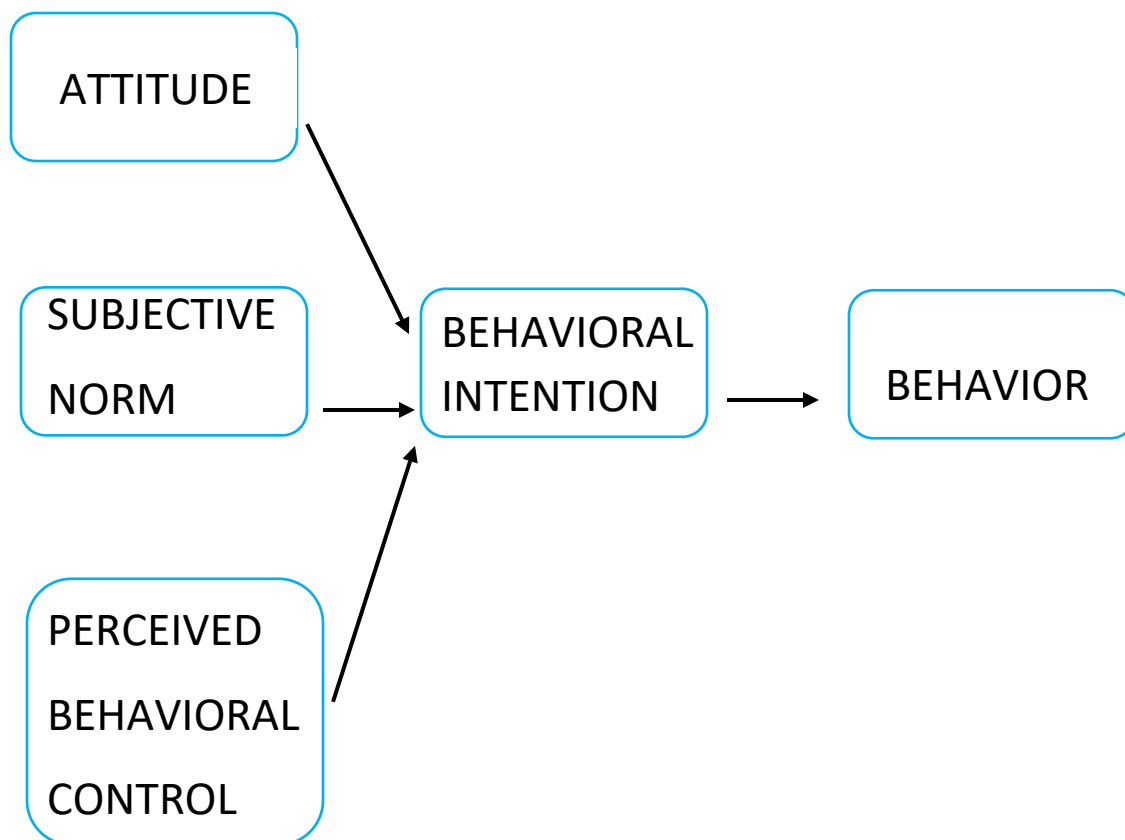 ATTITUDE
SUBJECTIVE
NORM
BEHAVIORAL
INTENTION
BEHAVIOR
PERCEIVED
BEHAVIORAL
CONTROL